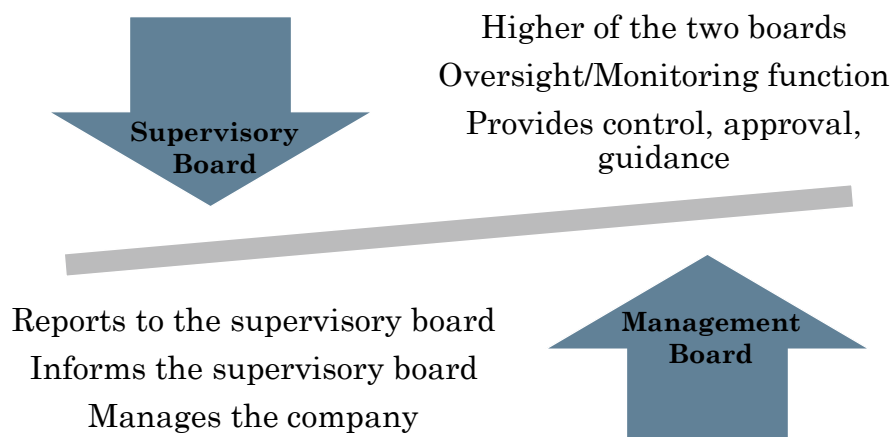 Supervisory
Board
Higher of the two boards
Oversight/Monitoring function
Provides control, approval,
guidance
Reports to the supervisory board
Informs the supervisory board
Manages the company
Management
Board